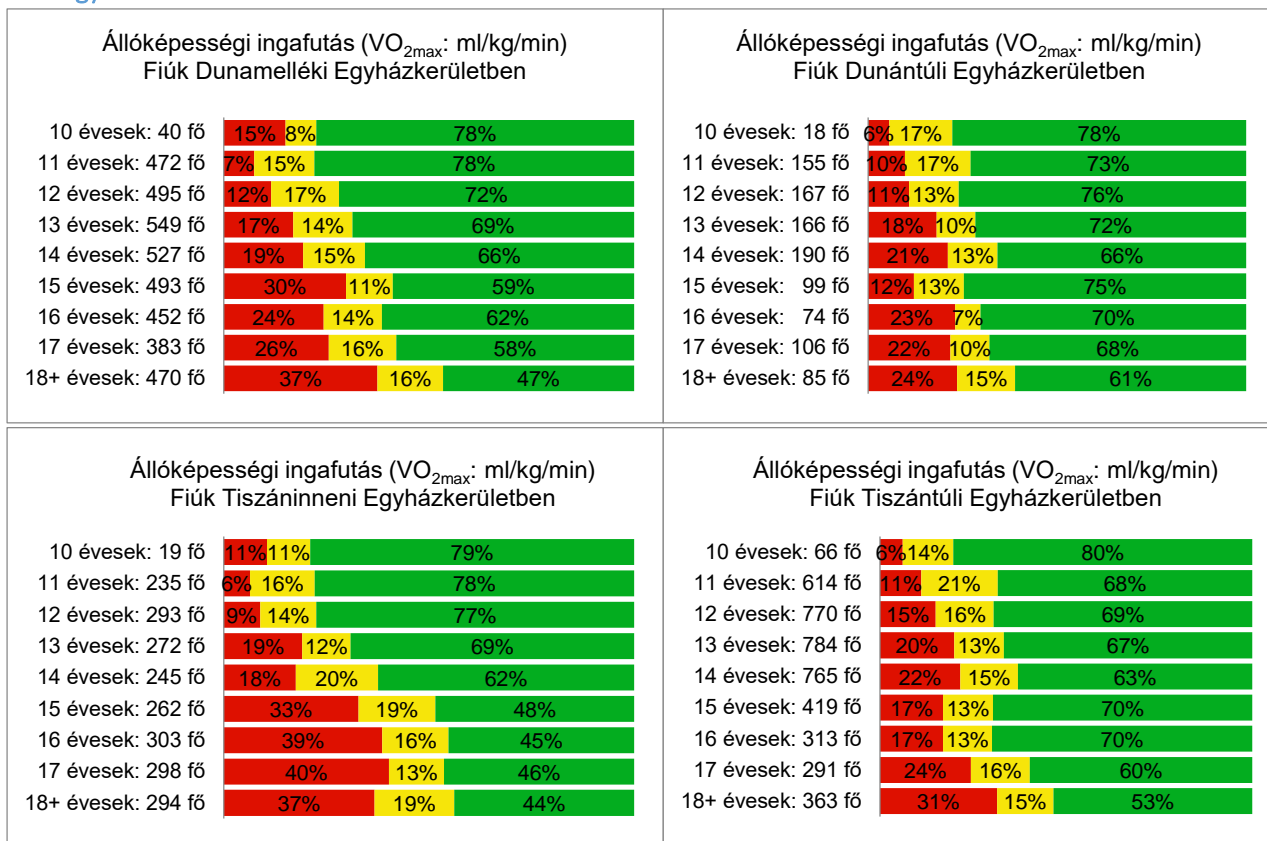 Állóképességi ingafutás (VO2max: ml/kg/min)
Fiúk Dunamelléki Egyházkerületben
10 évesek: 40 fő 15% 8% 78%
11 évesek: 472 fő 7% 15% 78%
12 évesek: 495 fő 12% 17% 72%
13 évesek: 549 fő 17% 14% 69%
14 évesek: 527 fő 19% 15% 66%
15 évesek: 493 fő 30% 11% 59%
16 évesek: 452 fő 24% 14% 62%
17 évesek: 383 fő 26% 16% 58%
18+ évesek: 470 fő 37% 16% 47%
Állóképességi ingafutás (VO2max: ml/kg/min)
Fiúk Dunántúli Egyházkerületben
10 évesek: 18 fő 6% 17% 78%
11 évesek: 155 fő 10% 17% 73%
12 évesek: 167 fő 11% 13% 76%
13 évesek: 166 fő 18% 10% 72%
14 évesek: 190 fő 21% 13% 66%
15 évesek: 99 fő 12% 13% 75%
16 évesek: 74 fő 23% 7% 70%
17 évesek: 106 fő 22% 10% 68%
18+ évesek: 85 fő 24% 15% 61%
Állóképességi ingafutás (VO2max: ml/kg/min)
Fiúk Tiszáninneni Egyházkerületben
10 évesek: 19 fő 11% 11% 79%
11 évesek: 235 fő 6% 16% 78%
12 évesek: 293 fő 9% 14% 77%
13 évesek: 272 fő 19% 12% 69%
14 évesek: 245 fő 18% 20% 62%
15 évesek: 262 fő 33% 19% 48%
16 évesek: 303 fő 39% 16% 45%
17 évesek: 298 fő 40% 13% 46%
18+ évesek: 294 fő 37% 19% 44%
Állóképességi ingafutás (VO2max: ml/kg/min)
Fiúk Tiszántúli Egyházkerületben
10 évesek: 66 fő 6% 14% 80%
11 évesek: 614 fő 11% 21% 68%
12 évesek: 770 fő 15% 16% 69%
13 évesek: 784 fő 20% 13% 67%
14 évesek: 765 fő 22% 15% 63%
15 évesek: 419 fő 17% 13% 70%
16 évesek: 313 fő 17% 13% 70%
17 évesek: 291 fő 24% 16% 60%
18+ évesek: 363 fő 31% 15% 53%